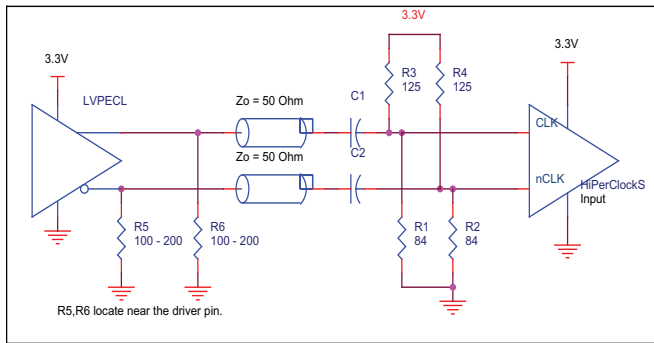 3.3V
3.3V
3.3V
LVPECL
R3
125
R4
125
Zo = 50 Ohm
C1
CLK
Zo = 50 Ohm
C2
nCLK
HiPerClockS
Input
R5
100 - 200
R6
100 - 200
R1
84
R2
84
R5,R6 locate near the driver pin.